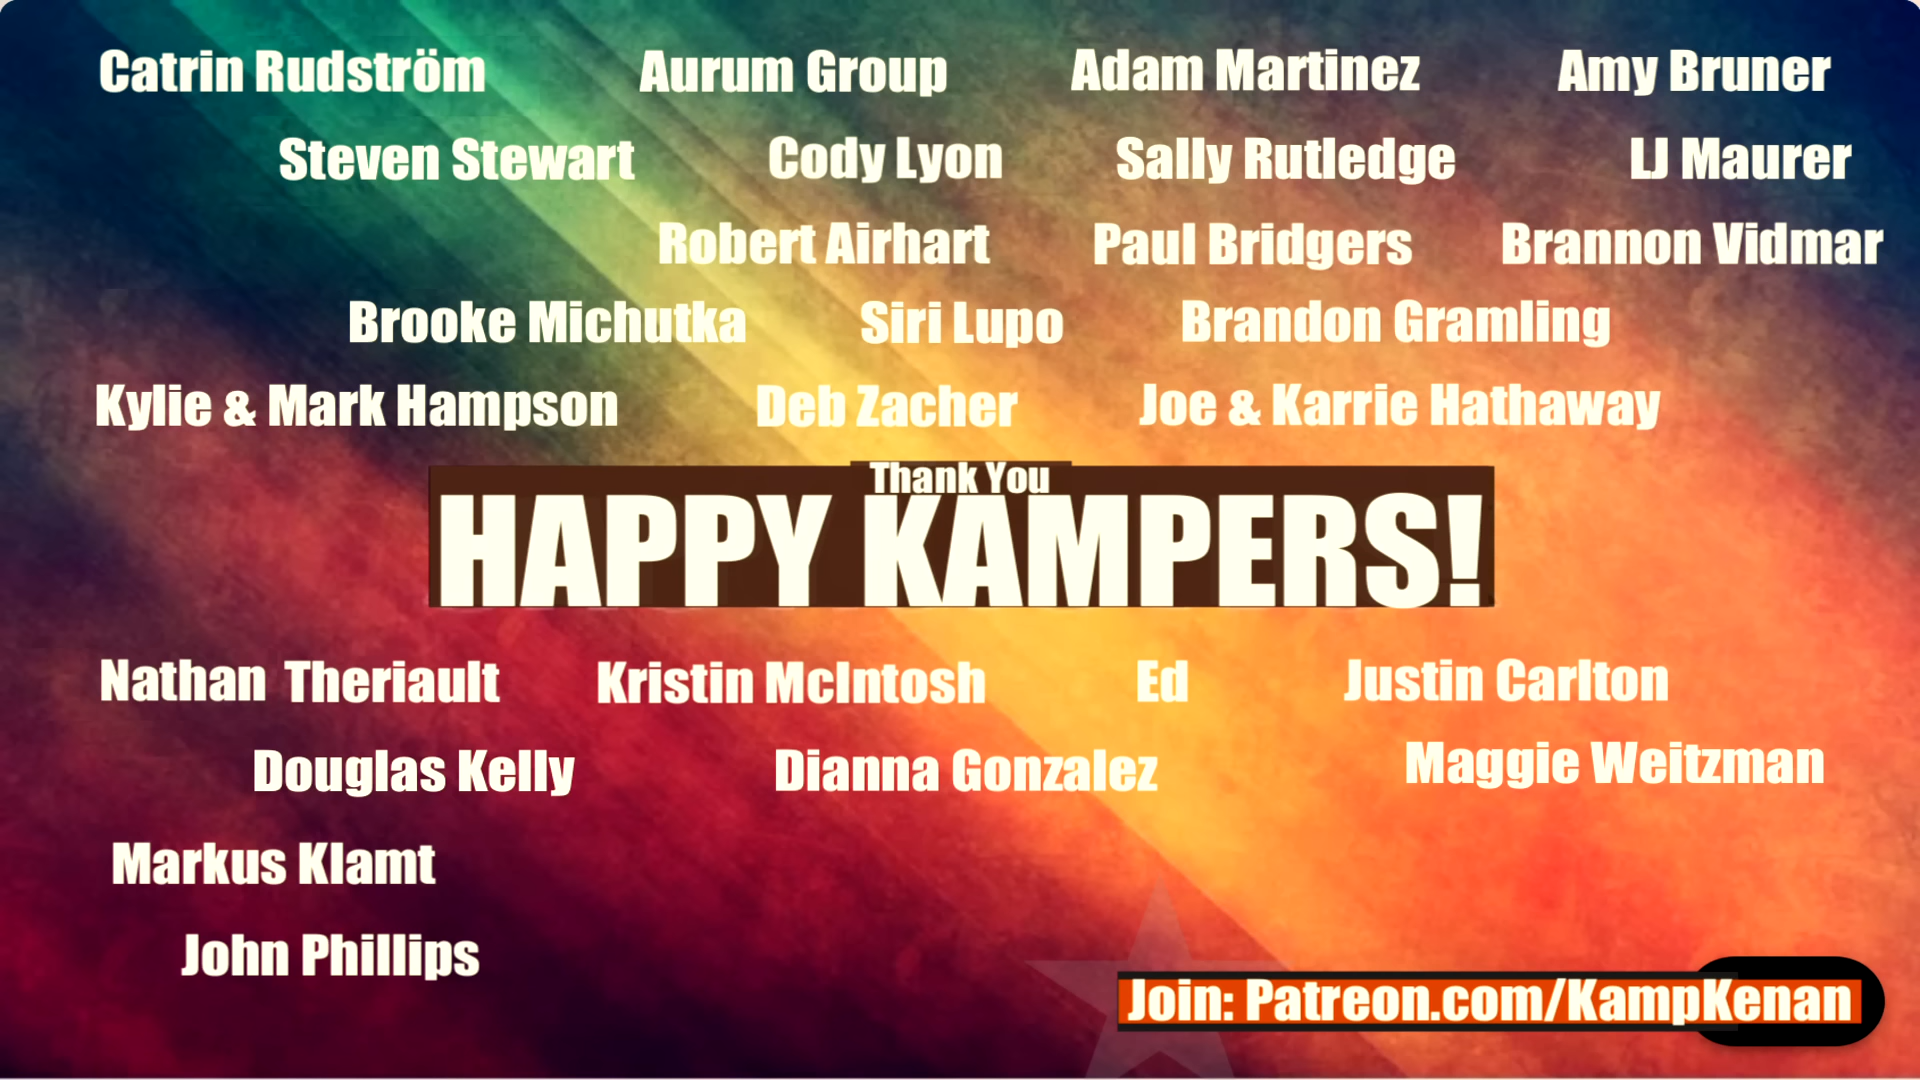 Catrin Rudström Aurum Group Adam Martinez Amy Bruner
Steven Stewart Cody Lyon Sally Rutledge LJ Maurer
Robert Airhart Paul Bridgers Brannon Vidmar
Brooke Michutka Siri Lupo Brandon Gramling
Kylie & Mark Hampson Deb Zacher Joe & Karrie Hathaway
Thank You
HAPPY KAMPERS!
Nathan Theriault Kristin McIntosh Ed Justin Carlton
Douglas Kelly Dianna Gonzalez Maggie Weitzman
Markus Klamt
John Phillips
Join: Patreon.com/KampKenan